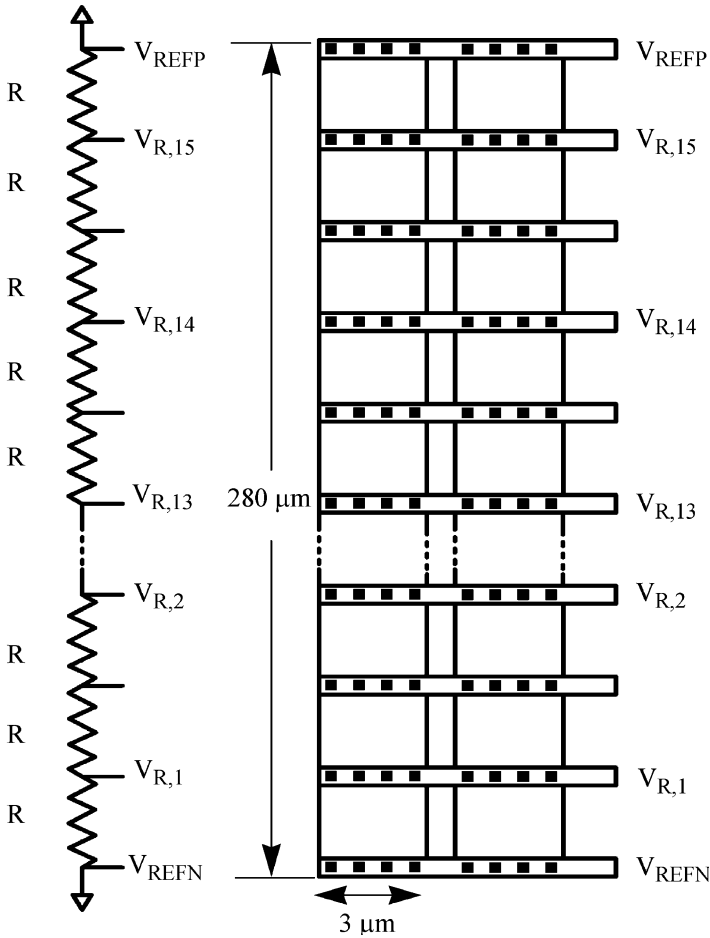 V_REFP
R
V_R,15
R
R
V_R,14
R
R
V_R,13
V_R,2
R
R
V_R,1
R
V_REFN
280 μm
3 μm
V_REFP
V_R,15
V_R,14
V_R,13
V_R,2
V_R,1
V_REFN